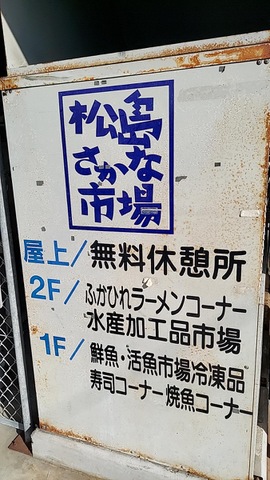 松島
さかな
市場
屋上/無料休憩所
2F/ふかひれラーメンコーナー
水産加工品市場
1F/鮮魚・活魚市場冷凍品
寿司コーナー焼魚コーナー